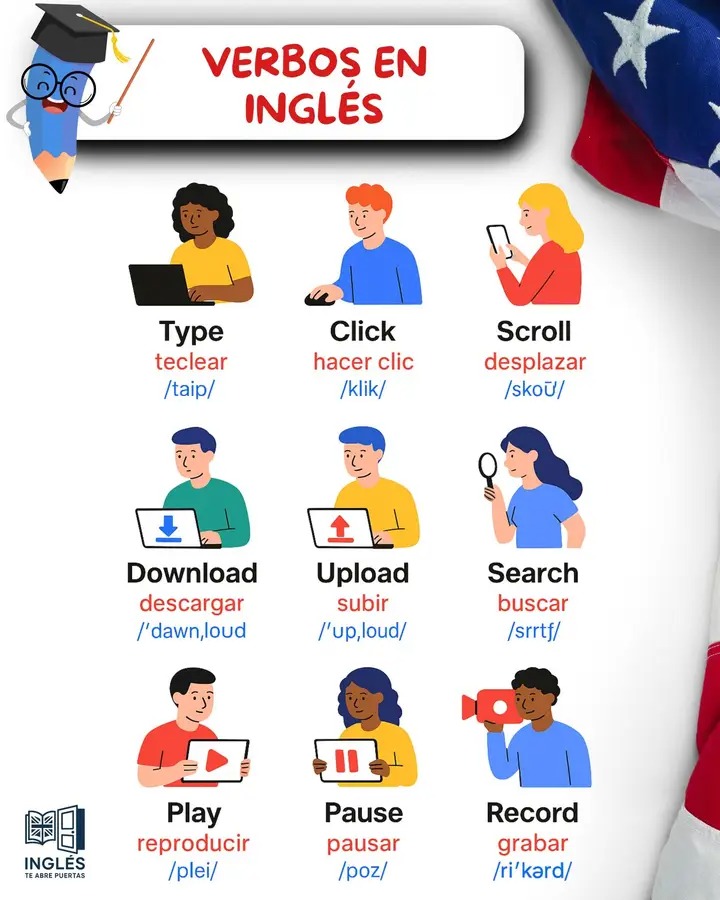 VERBOS EN
INGLÉS
Type
teclear
/taip/
Click
hacer clic
/klik/
Scroll
desplazar
/skoʊ̅/
Download
descargar
/ˈdawn,loud
Upload
subir
/ˈup,loud/
Search
buscar
/srrtʃ/
Play
reproducir
/plei/
Pause
pausar
/poz/
Record
grabar
/riˈkərd/
INGLÉS
TE ABRE PUERTAS